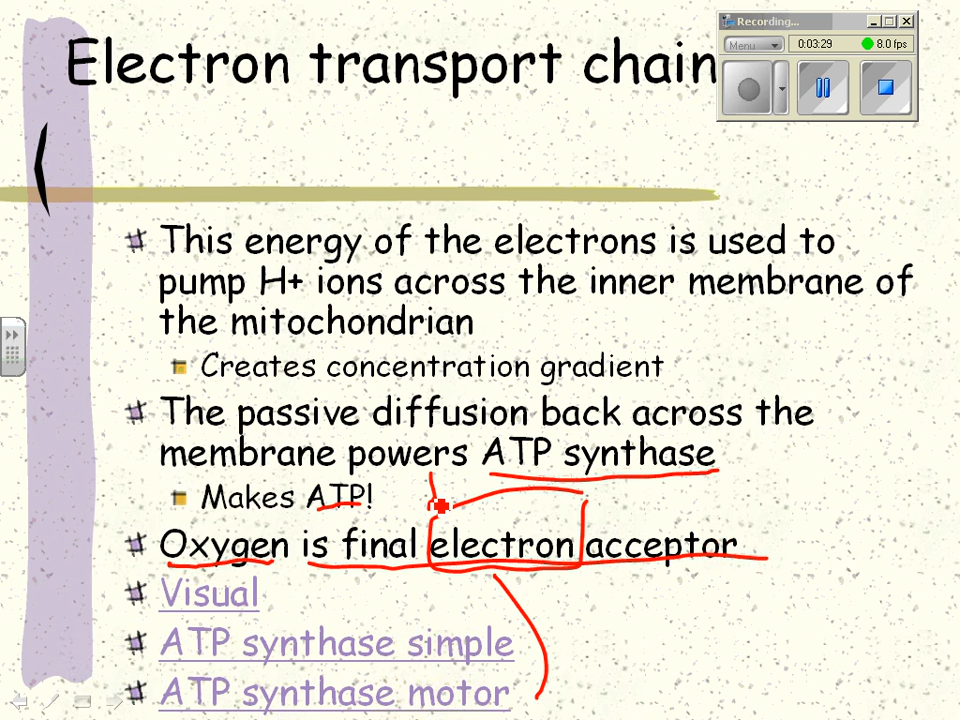 Electron transport chain
Recording...
Menu
0:03:29
8.0 fps
This energy of the electrons is used to
pump H+ ions across the inner membrane of
the mitochondrian
Creates concentration gradient
The passive diffusion back across the
membrane powers ATP synthase
Makes ATP!
Oxygen is final electron acceptor
Visual
ATP synthase simple
ATP synthase motor